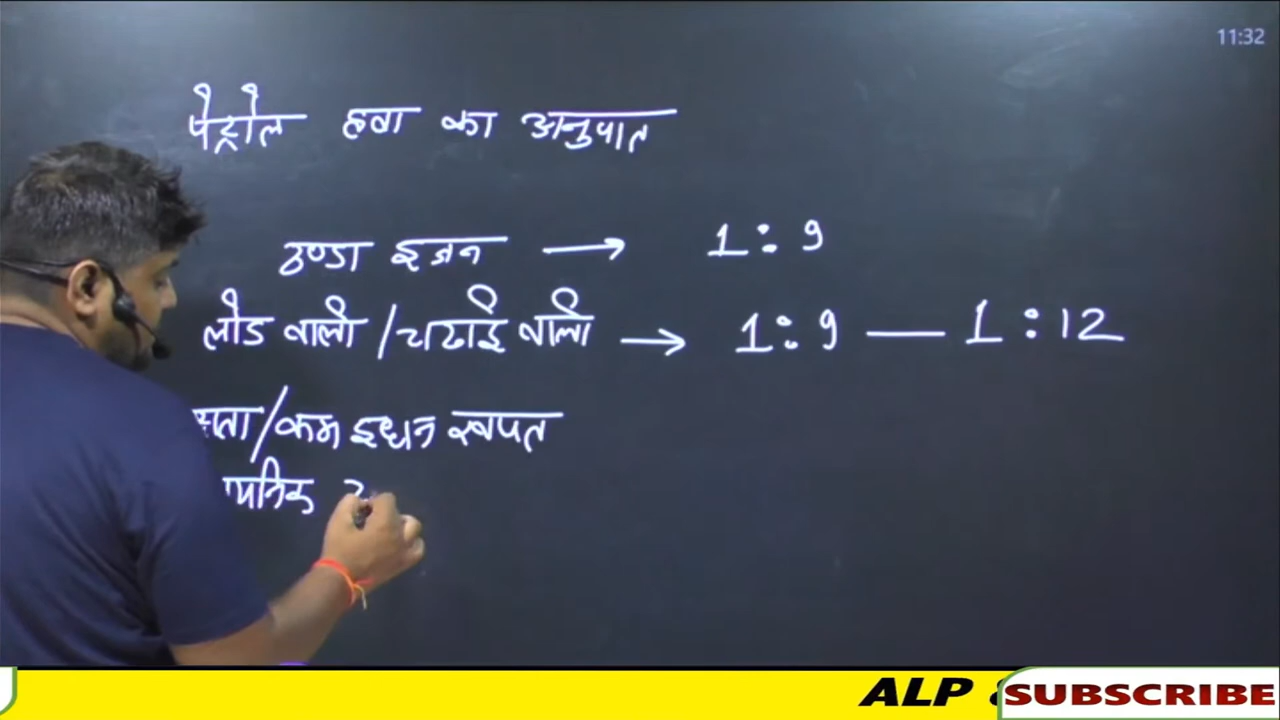 11:32
पेट्रोल हवा का अनुपात
ठण्डा इंजन → 1 : 9
लोड वाली / चढाई वाली → 1 : 9 — 1 : 12
/ कम इंधन खपत
ALP
SUBSCRIBE